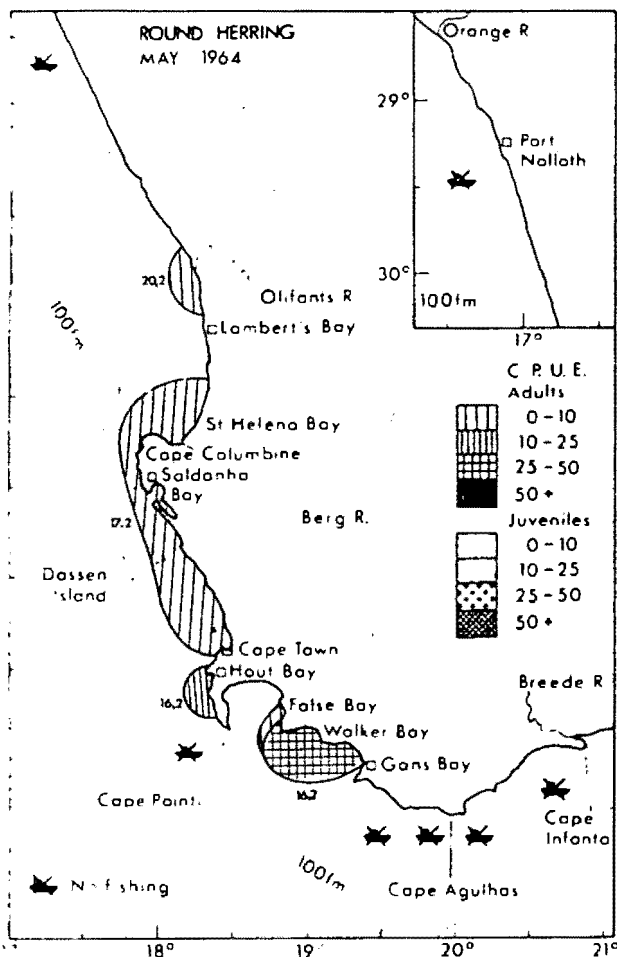 ROUND HERRING
MAY 1964
Orange R
29°
Port
Nolloth
30°
100fm
17°
20,2
Olifants R
100fm
Lambert's Bay
C. P. U. E.
Adults
0-10
10-25
25-50
50+
Juveniles
0-10
10-25
25-50
50+
St Helena Bay
Cape Columbine
Saldanha
Bay
17,2
Berg R.
Dassen
Island
Cape Town
Hout Bay
16,2
Breede R
False Bay
Walker Bay
Gans Bay
16,2
Cape Point
Cape
Infanta
100fm
Cape Agulhas
No fishing
18°
19°
20°
21°